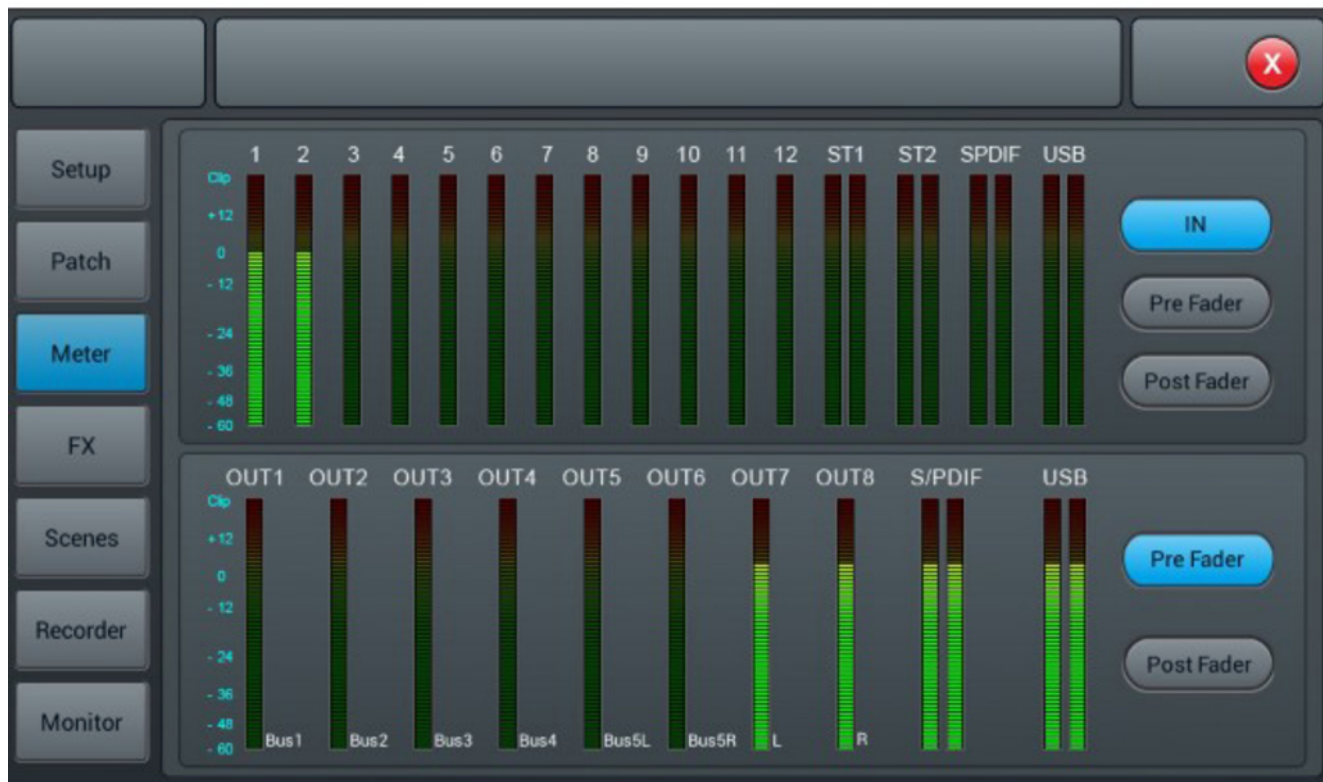 X
Setup
Patch
Meter
FX
Scenes
Recorder
Monitor
1 2 3 4 5 6 7 8 9 10 11 12 ST1 ST2 SPDIF USB
Clip
+12
0
- 12
- 24
- 36
- 48
- 60
IN
Pre Fader
Post Fader
OUT1 OUT2 OUT3 OUT4 OUT5 OUT6 OUT7 OUT8 S/PDIF USB
Clip
+12
0
- 12
- 24
- 36
- 48
- 60
Bus1 Bus2 Bus3 Bus4 Bus5L Bus5R L R
Pre Fader
Post Fader